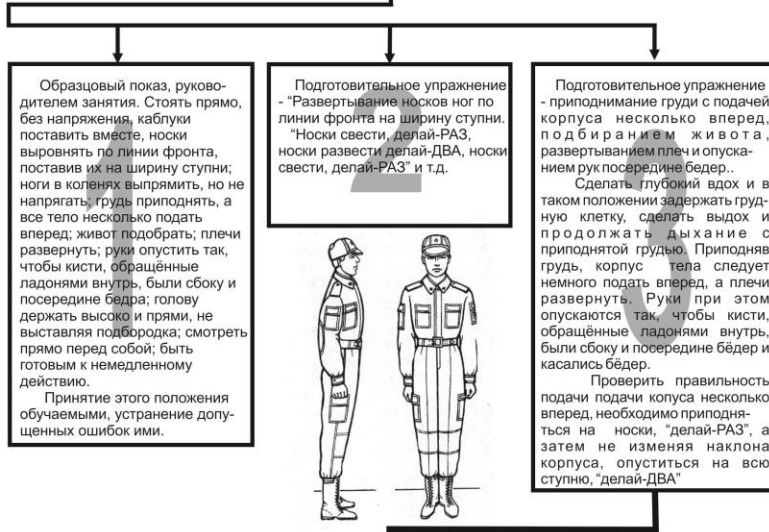 Образцовый показ, руково-
дителем занятия. Стоять прямо,
без напряжения, каблуки
поставить вместе, носки
выровнять по линии фронта,
поставив их на ширину ступни;
ноги в коленях выпрямить, но не
напрягать; грудь приподнять, а
все тело несколько подать
вперед; живот подобрать; плечи
развернуть; руки опустить так,
чтобы кисти, обращённые
ладонями внутрь, были сбоку и
посередине бедра; голову
держать высоко и прями, не
выставляя подбородка; смотреть
прямо перед собой; быть
готовым к немедленному
действию.
Принятие этого положения
обучаемыми, устранение допу-
щенных ошибок ими.
1
Подготовительное упражнение
- “Развертывание носков ног по
линии фронта на ширину ступни.
“Носки свести, делай-РАЗ,
носки развести делай-ДВА, носки
свести, делай-РАЗ” и т.д.
2
Подготовительное упражнение
- приподнимание груди с подачей
корпуса несколько вперед,
подбиранием живота,
развертыванием плеч и опуска-
нием рук посередине бедер..
Сделать глубокий вдох и в
таком положении задержать груд-
ную клетку, сделать выдох и
продолжать дыхание с
приподнятой грудью. Приподняв
грудь, корпус тела следует
немного подать вперед, а плечи
развернуть. Руки при этом
опускаются так, чтобы кисти,
обращённые ладонями внутрь,
были сбоку и посередине бёдер и
касались бёдер.
Проверить правильность
подачи подачи копуса несколько
вперед, необходимо приподня-
ться на носки, “делай-РАЗ”, а
затем не изменяя наклона
корпуса, опуститься на всю
ступню, “делай-ДВА”
3